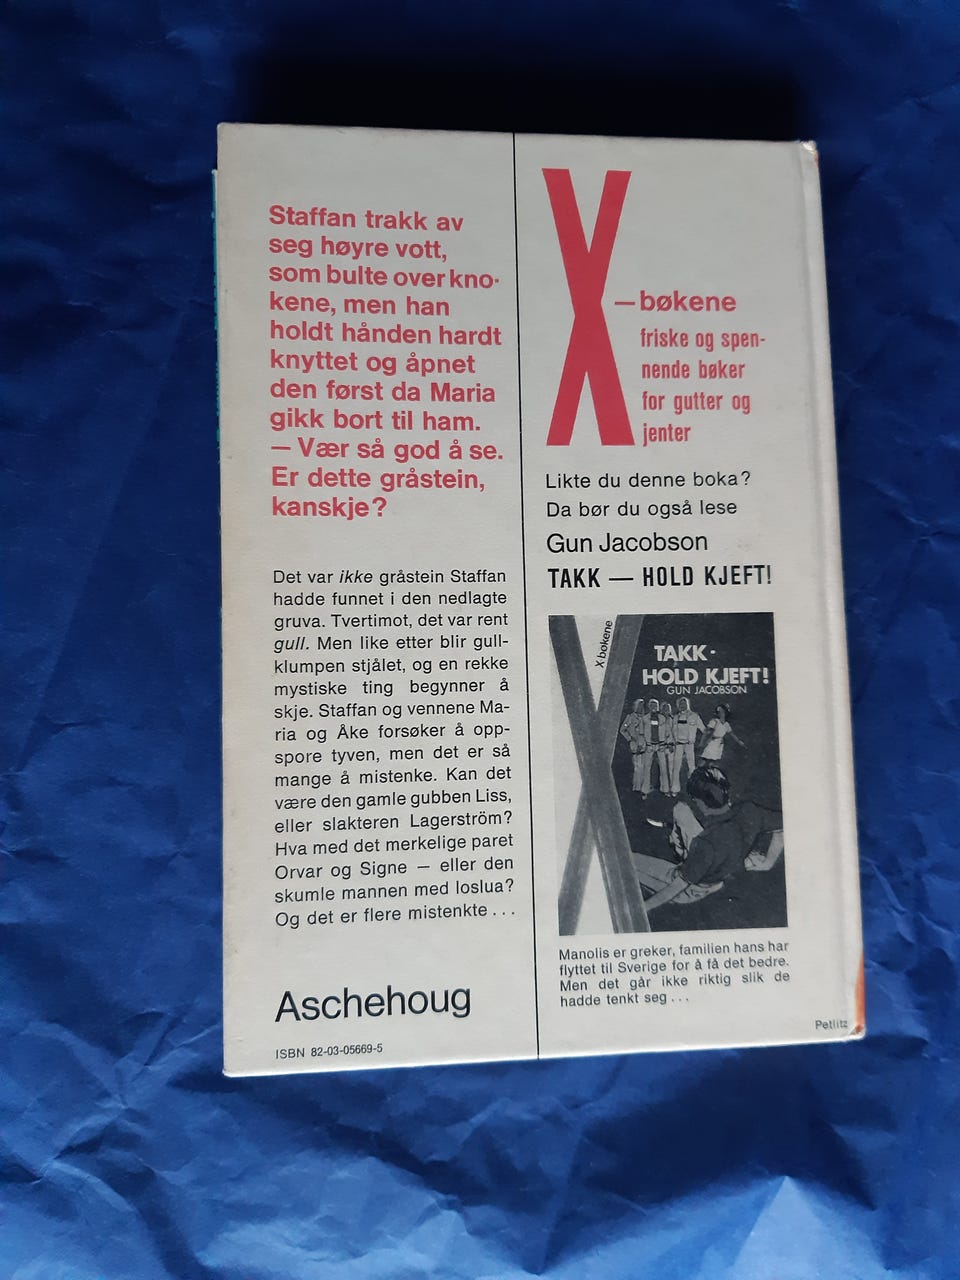 Staffan trakk av
seg høyre vott,
som bulte over kno-
kene, men han
holdt hånden hardt
knyttet og åpnet
den først da Maria
gikk bort til ham.
— Vær så god å se.
Er dette gråstein,
kanskje?
Det var ikke gråstein Staffan
hadde funnet i den nedlagte
gruva. Tvertimot, det var rent
gull. Men like etter blir gull-
klumpen stjålet, og en rekke
mystiske ting begynner å
skje. Staffan og vennene Ma-
ria og Åke forsøker å opp-
spore tyven, men det er så
mange å mistenke. Kan det
være den gamle gubben Liss,
eller slakteren Lagerström?
Hva med det merkelige paret
Orvar og Signe — eller den
skumle mannen med loslua?
Og det er flere mistenkte ...
Aschehoug
ISBN 82-03-05669-5
X
—bøkene
friske og spen-
nende bøker
for gutter og
jenter
Likte du denne boka?
Da bør du også lese
Gun Jacobson
TAKK — HOLD KJEFT!
X bøkene
TAKK·
HOLD KJEFT!
GUN JACOBSON
Manolis er greker, familien hans har
flyttet til Sverige for å få det bedre.
Men det går ikke riktig slik de
hadde tenkt seg ...
Petlitz